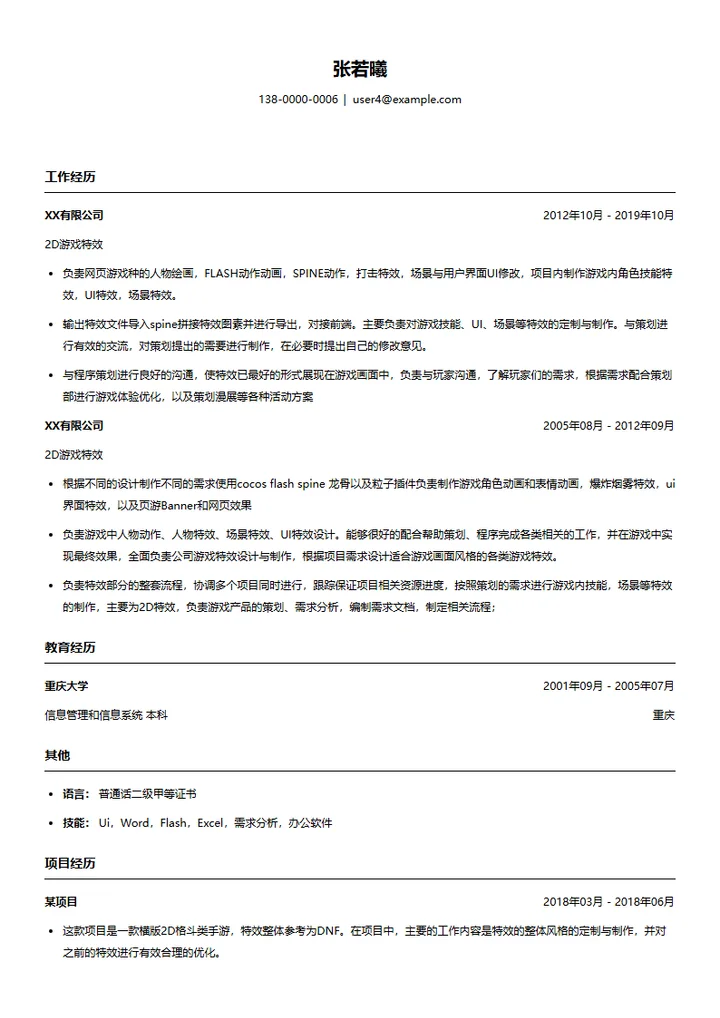 张若曦
138-0000-0006 | user4@example.com
工作经历
XX有限公司 2012年10月 - 2019年10月
2D游戏特效
• 负责网页游戏种的人物绘画，FLASH动作动画，SPINE动作，打击特效，场景与用户界面UI修改，项目内制作游戏内角色技能特
效，UI特效，场景特效。
• 输出特效文件导入spine拼接特效图素并进行导出，对接前端。主要负责对游戏技能、UI、场景等特效的定制与制作。与策划进
行有效的交流，对策划提出的需要进行制作，在必要时提出自己的修改意见。
• 与程序策划进行良好的沟通，使特效已最好的形式展现在游戏画面中，负责与玩家沟通，了解玩家们的需求，根据需求配合策划
部进行游戏体验优化，以及策划漫展等各种活动方案
XX有限公司 2005年08月 - 2012年09月
2D游戏特效
• 根据不同的设计制作不同的需求使用cocos flash spine 龙骨以及粒子插件负责制作游戏角色动画和表情动画，爆炸烟雾特效，ui
界面特效，以及页游Banner和网页效果
• 负责游戏中人物动作、人物特效、场景特效、UI特效设计。能够很好的配合帮助策划、程序完成各类相关的工作，并在游戏中实
现最终效果，全面负责公司游戏特效设计与制作，根据项目需求设计适合游戏画面风格的各类游戏特效。
• 负责特效部分的整套流程，协调多个项目同时进行，跟踪保证项目相关资源进度，按照策划的需求进行游戏内技能，场景等特效
的制作，主要为2D特效，负责游戏产品的策划、需求分析，编制需求文档，制定相关流程；
教育经历
重庆大学 2001年09月 - 2005年07月
信息管理和信息系统 本科 重庆
其他
• 语言： 普通话二级甲等证书
• 技能： Ui，Word，Flash，Excel，需求分析，办公软件
项目经历
某项目 2018年03月 - 2018年06月
• 这款项目是一款横版2D格斗类手游，特效整体参考为DNF。在项目中，主要的工作内容是特效的整体风格的定制与制作，并对
之前的特效进行有效合理的优化。